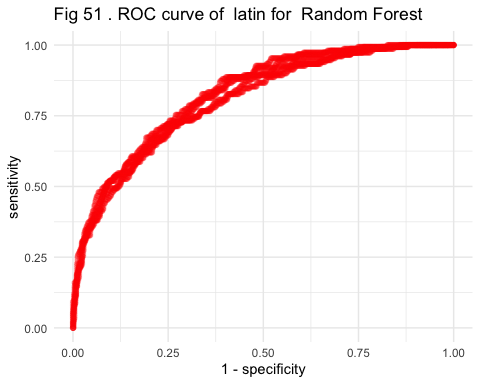 Fig 51 . ROC curve of  latin for  Random Forest
1.00
0.75
0.50
0.25
0.00
sensitivity
0.00 0.25 0.50 0.75 1.00
1 - specificity